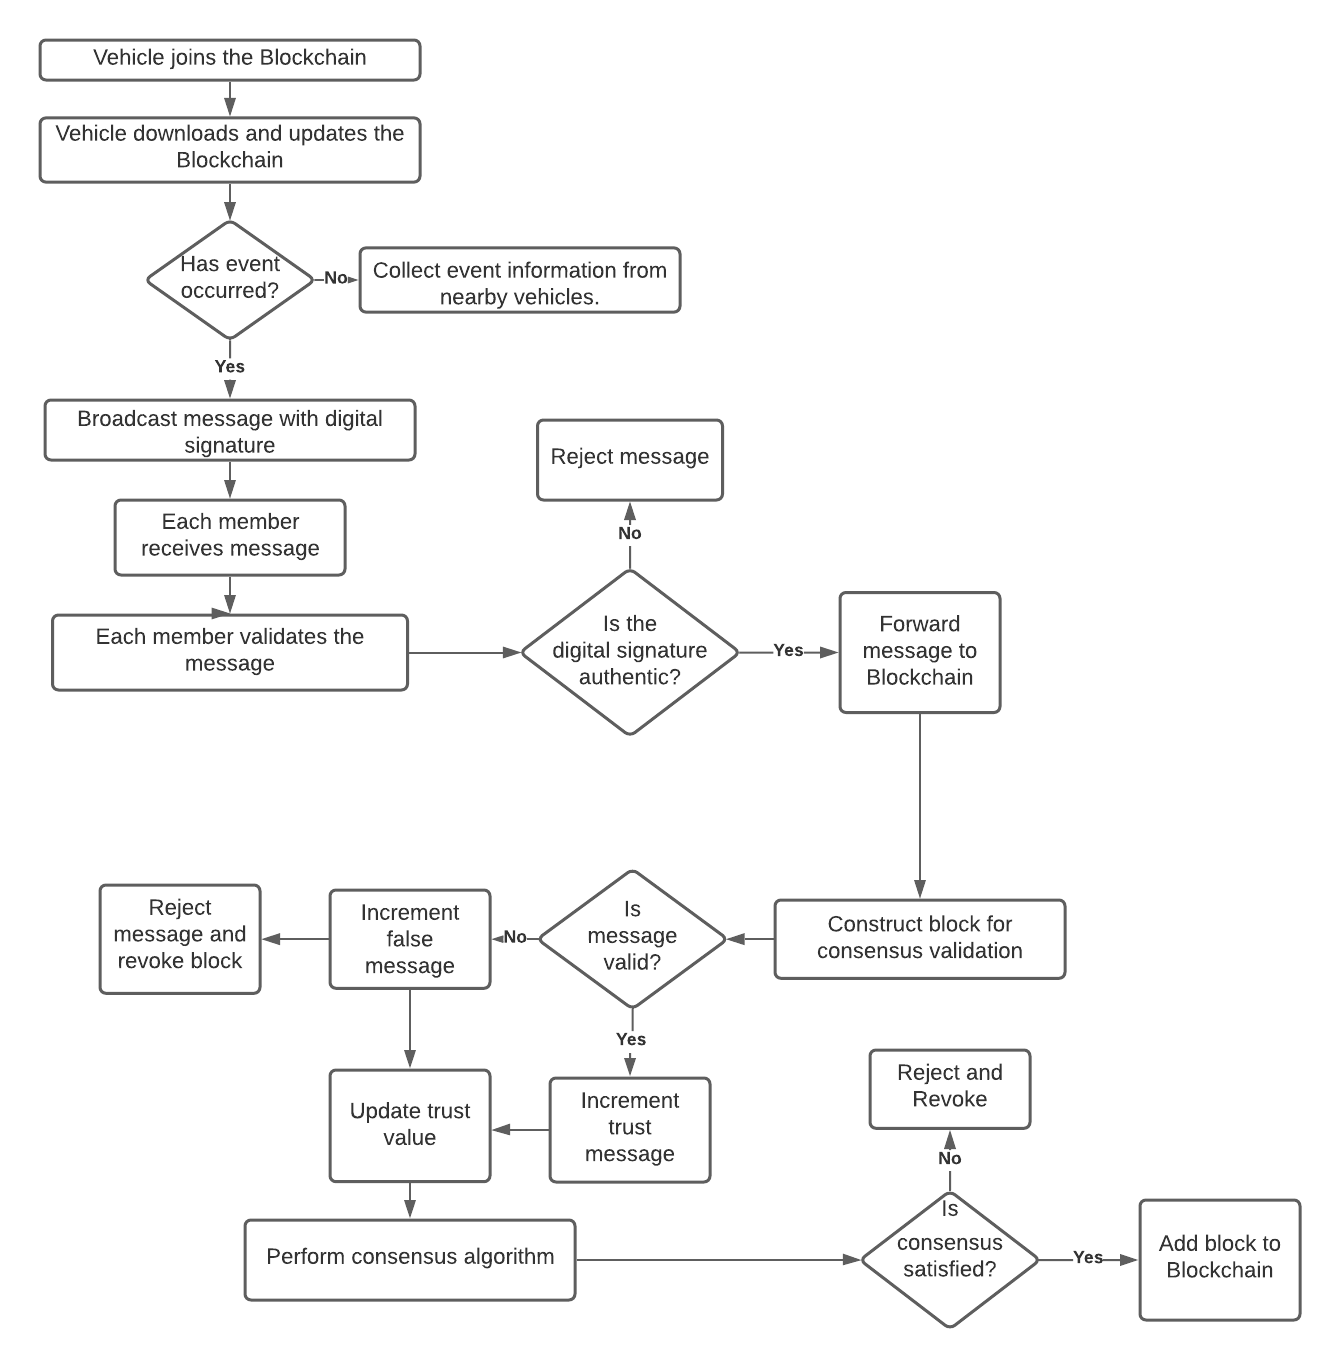 Vehicle joins the Blockchain
Vehicle downloads and updates the
Blockchain
Has event
occurred?
No
Collect event information from
nearby vehicles.
Yes
Broadcast message with digital
signature
Each member
receives message
Each member validates the
message
Reject message
No
Is the
digital signature
authentic?
Yes
Forward
message to
Blockchain
Construct block for
consensus validation
Is
message
valid?
No
Increment
false
message
Reject
message and
revoke block
Yes
Increment
trust
message
Update trust
value
Perform consensus algorithm
Is
consensus
satisfied?
No
Reject and
Revoke
Yes
Add block to
Blockchain